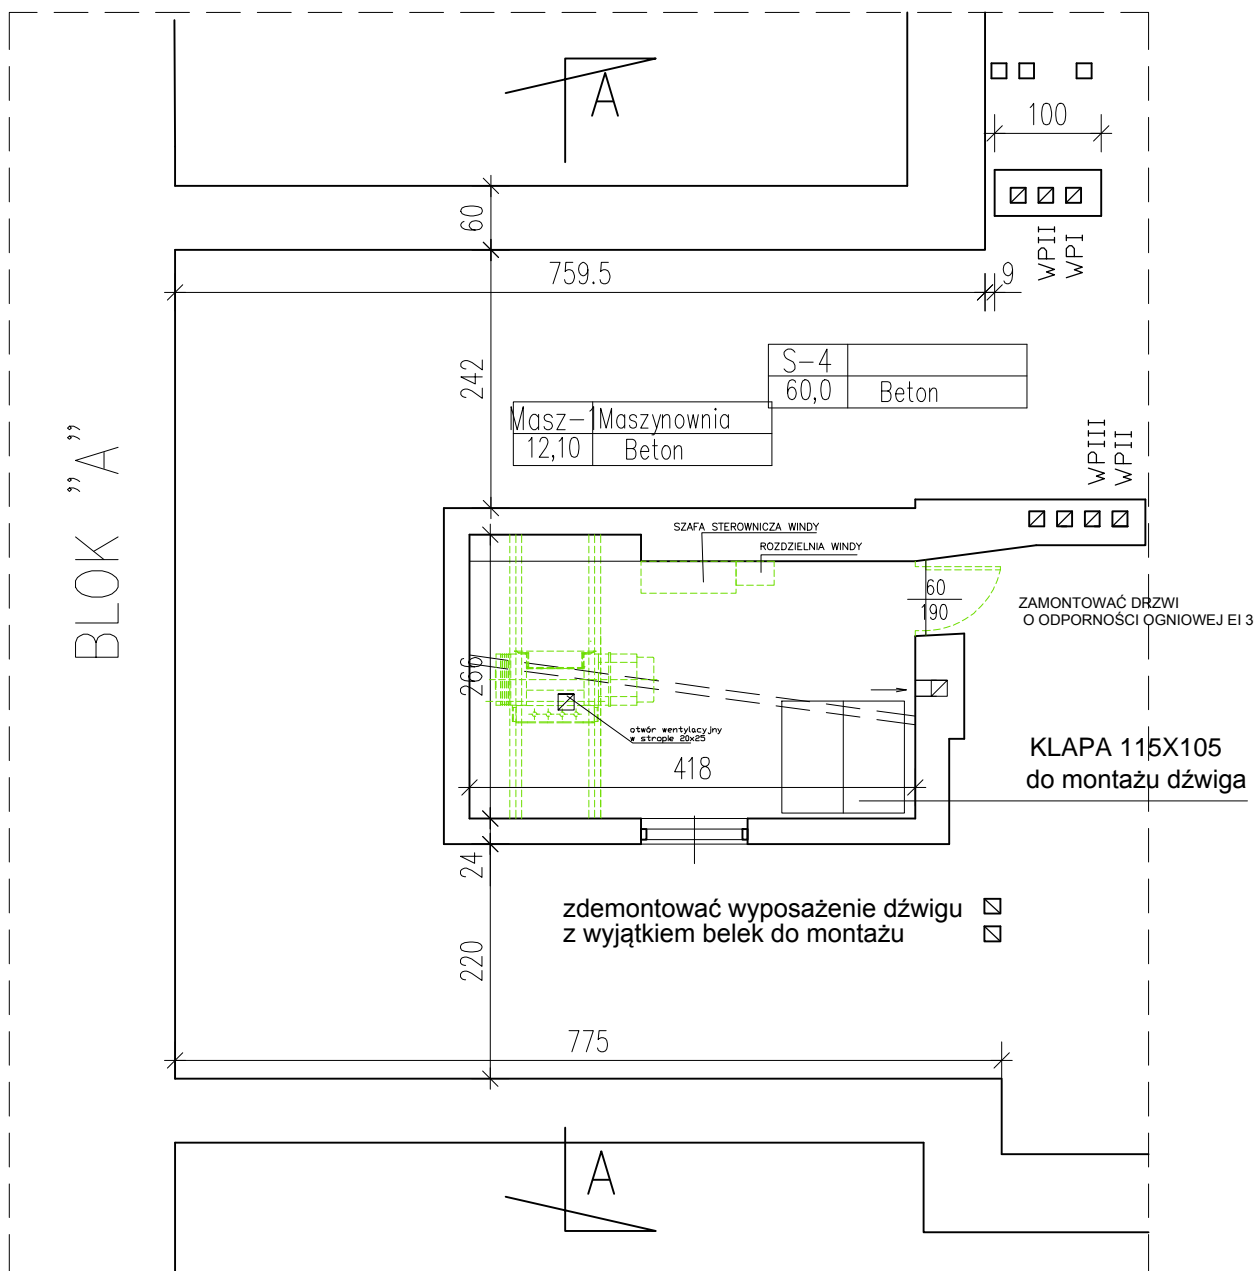 A
100
60
WPII
WPI
759.5
9
242
S-4
60,0 Beton
Masz-1 Maszynownia
12,10 Beton
BLOK "A"
WPIII
WPII
SZAFA STEROWNICZA WINDY
ROZDZIELNIA WINDY
60
190
ZAMONTOWAĆ DRZWI
O ODPORNOŚCI OGNIOWEJ EI 3
266
otwór wentylacyjny
w stropie 20x25
KLAPA 115X105
do montażu dźwiga
418
24
zdemontować wyposażenie dźwigu
z wyjątkiem belek do montażu
220
775
A